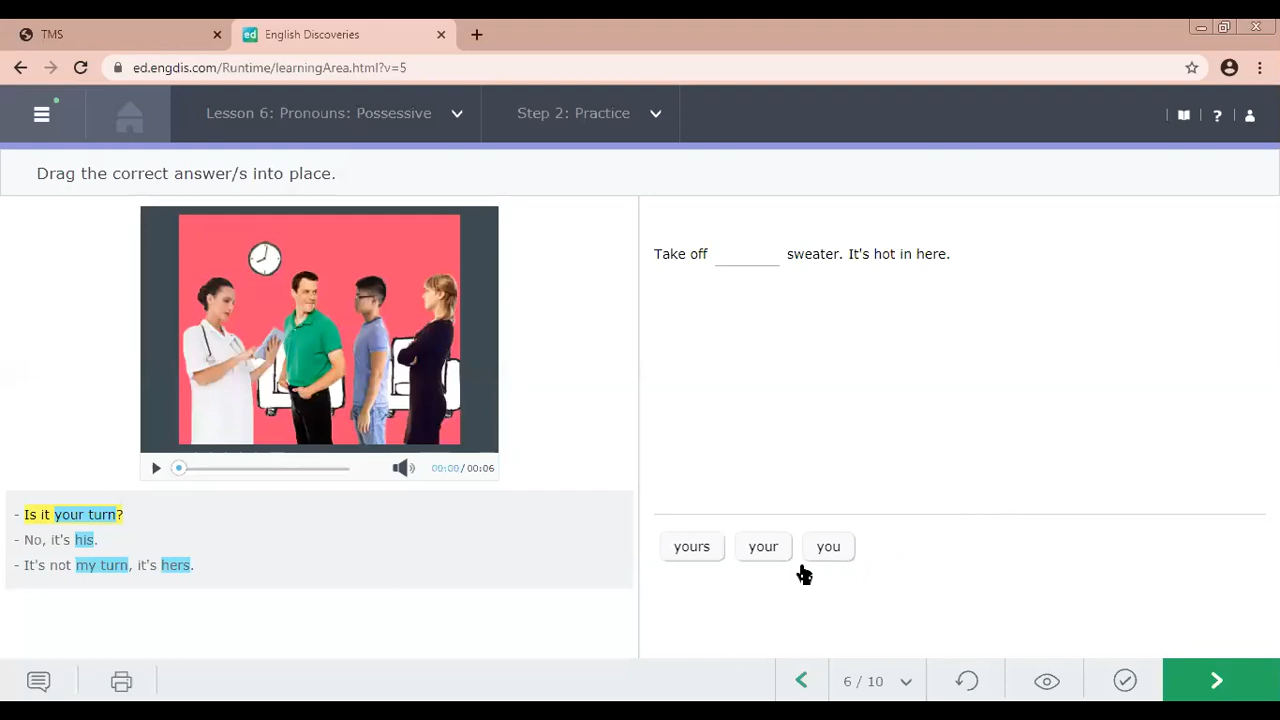 TMS
ed English Discoveries
ed.engdis.com/Runtime/learningArea.html?v=5
Lesson 6: Pronouns: Possessive
Step 2: Practice
?
Drag the correct answer/s into place.
00:00/00:06
- Is it your turn?
- No, it's his.
- It's not my turn, it's hers.
Take off ________ sweater. It's hot in here.
yours your you
6 / 10